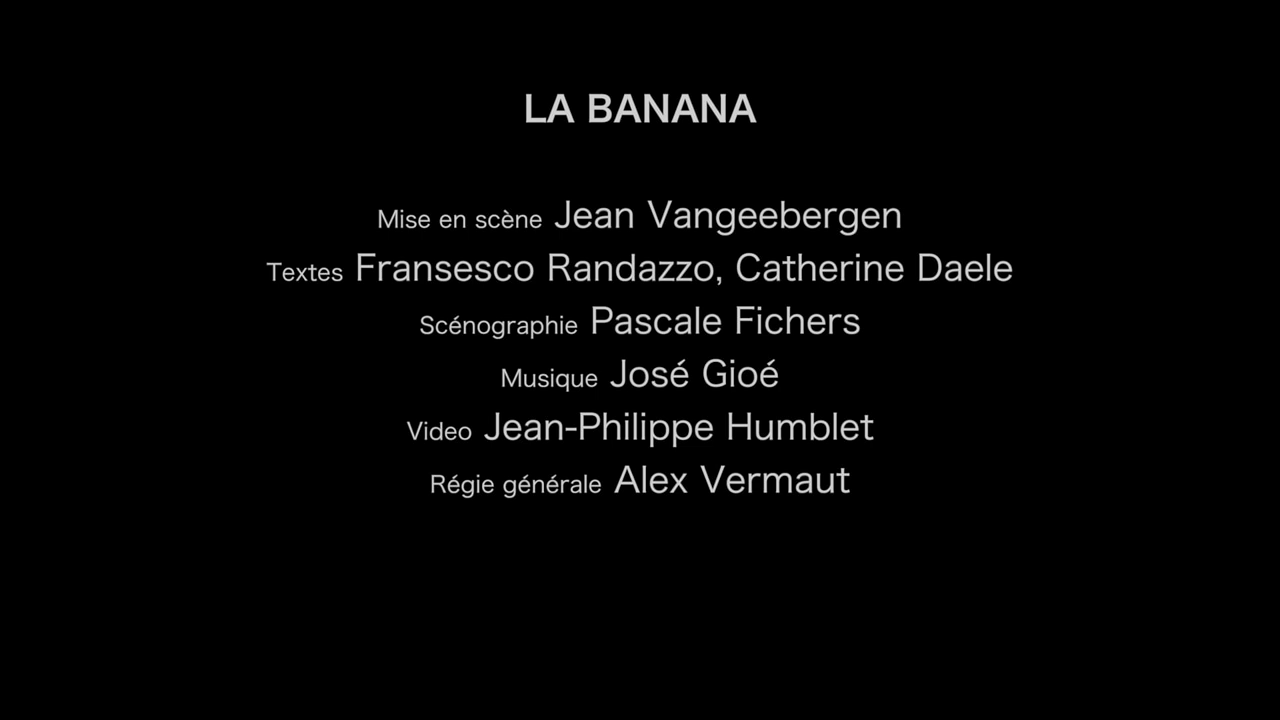 LA BANANA
Mise en scène Jean Vangeebergen
Textes Fransesco Randazzo, Catherine Daele
Scénographie Pascale Fichers
Musique José Gioé
Video Jean-Philippe Humblet
Régie générale Alex Vermaut